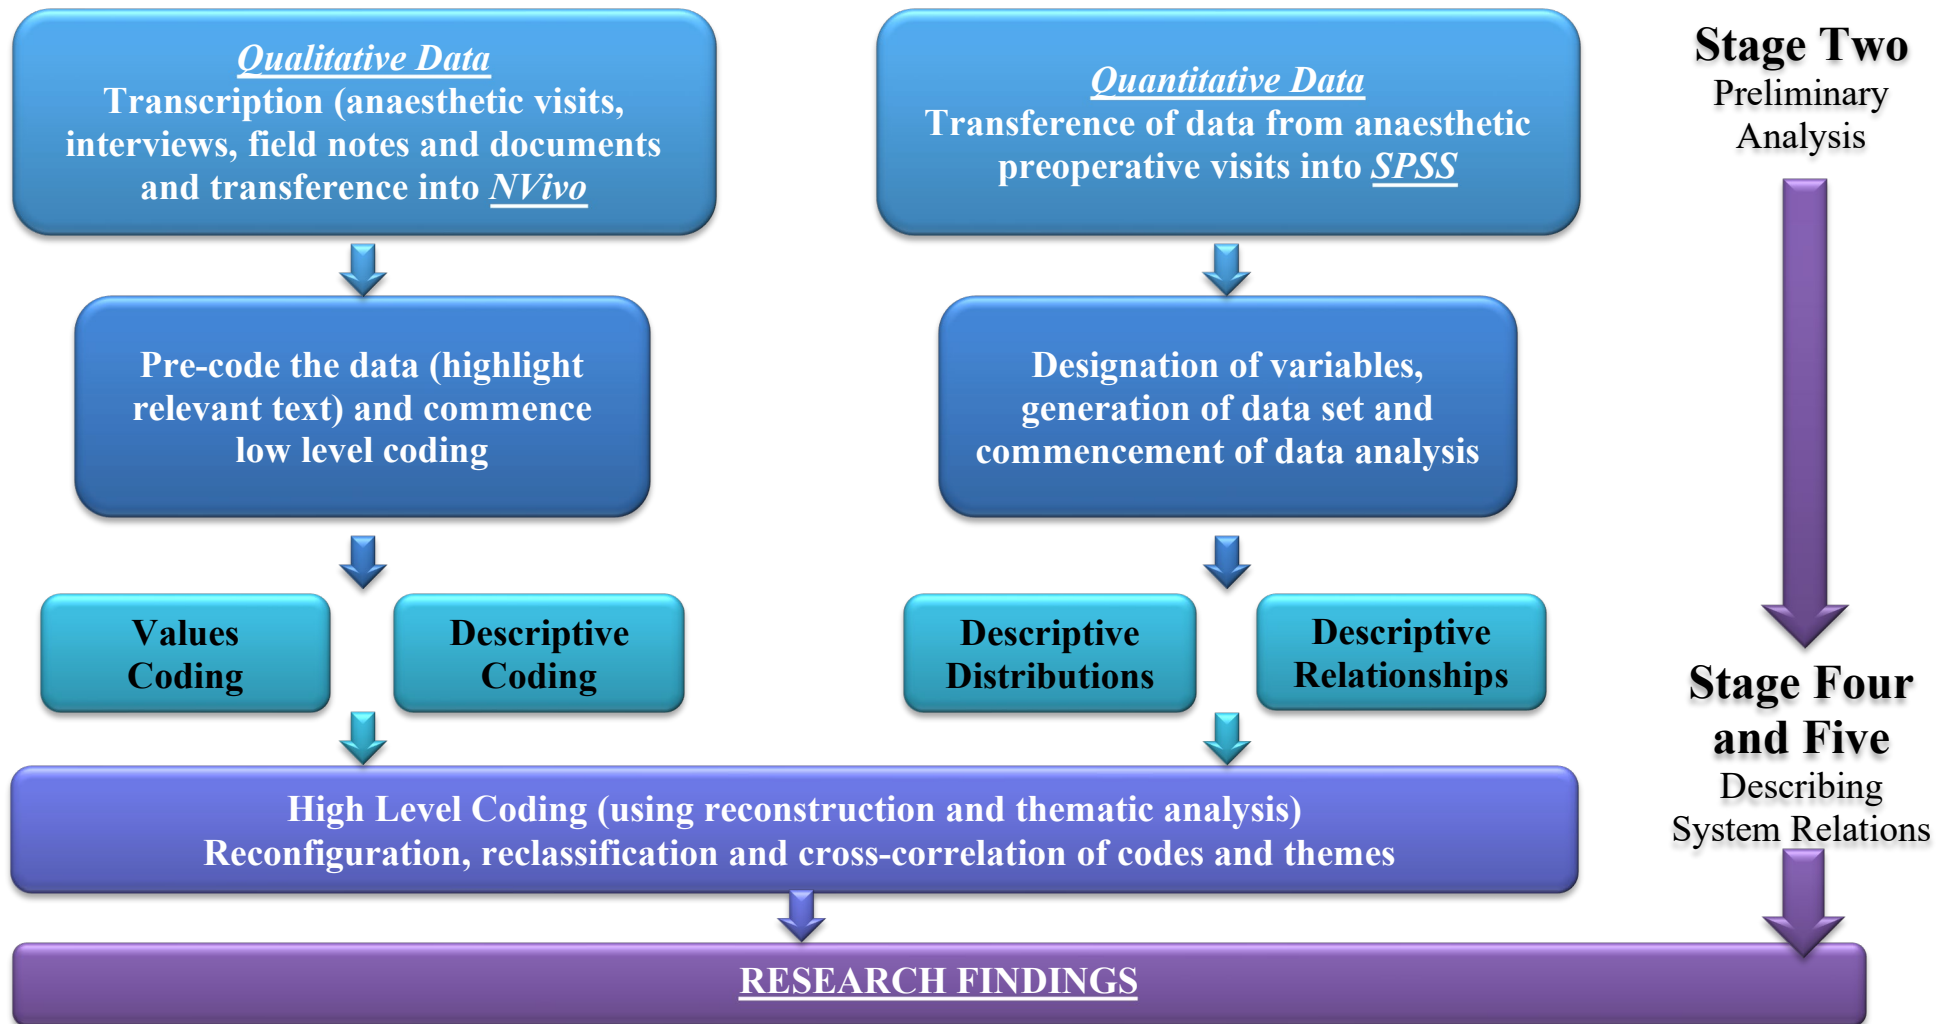 Qualitative Data
Transcription (anaesthetic visits,
interviews, field notes and documents
and transference into NVivo
Quantitative Data
Transference of data from anaesthetic
preoperative visits into SPSS
Stage Two
Preliminary
Analysis
Pre-code the data (highlight
relevant text) and commence
low level coding
Designation of variables,
generation of data set and
commencement of data analysis
Values
Coding
Descriptive
Coding
Descriptive
Distributions
Descriptive
Relationships
Stage Four
and Five
Describing
System Relations
High Level Coding (using reconstruction and thematic analysis)
Reconfiguration, reclassification and cross-correlation of codes and themes
RESEARCH FINDINGS